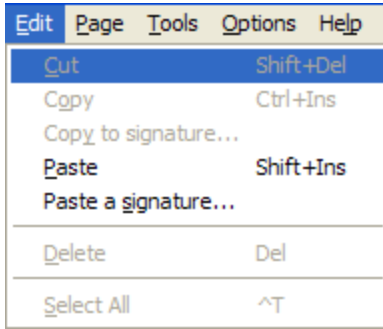 Edit Page Tools Options Help
Cut Shift+Del
Copy Ctrl+Ins
Copy to signature...
Paste Shift+Ins
Paste a signature...
Delete Del
Select All ^T